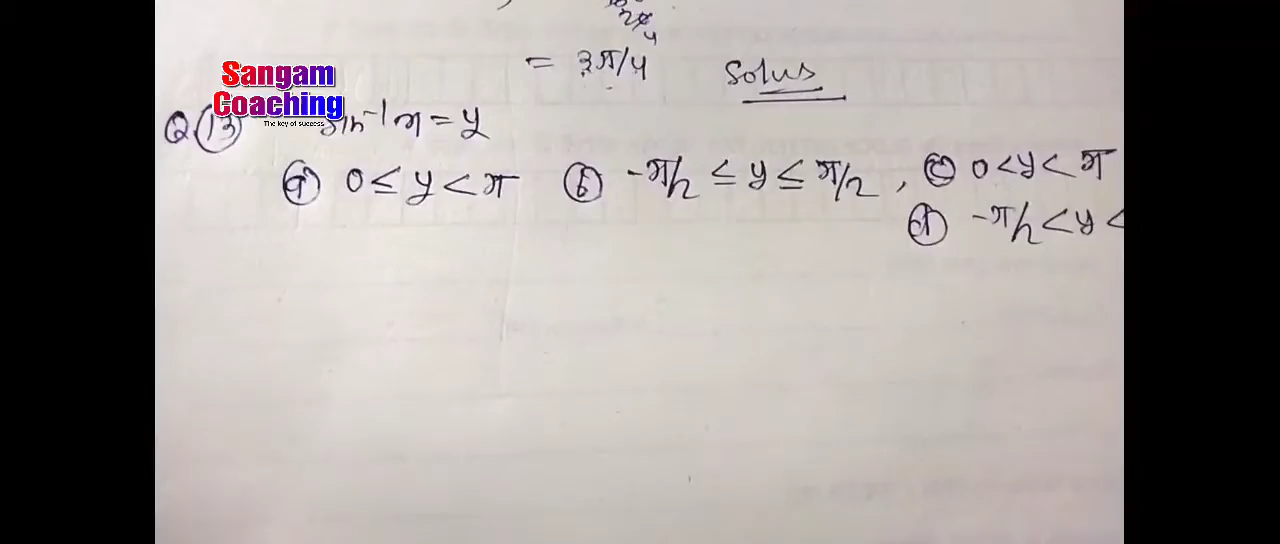 = 3π/4 Solus
Sangam
Coaching
The key of success
Q(13) sin⁻¹x = y
(a) 0 ≤ y < π (b) -π/2 ≤ y ≤ π/2, (c) 0 < y < π
(d) -π/2 < y <